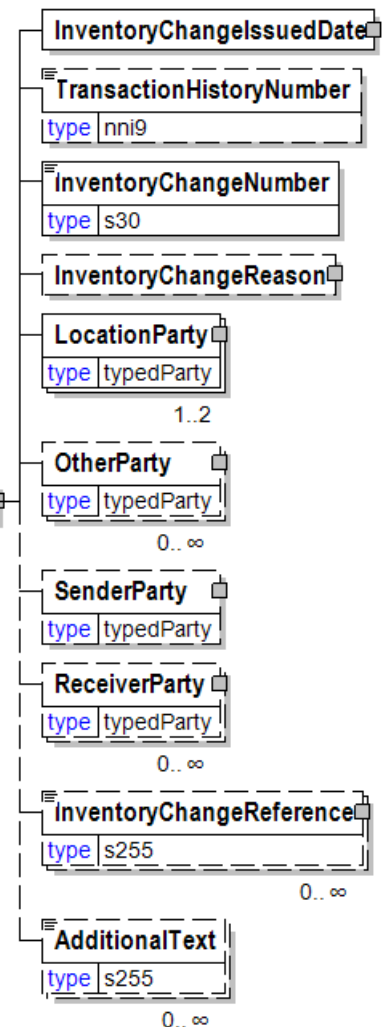 InventoryChangeIssuedDate
TransactionHistoryNumber
type nni9
InventoryChangeNumber
type s30
InventoryChangeReason
LocationParty
type typedParty
1..2
OtherParty
type typedParty
0.. ∞
SenderParty
type typedParty
ReceiverParty
type typedParty
0.. ∞
InventoryChangeReference
type s255
0.. ∞
AdditionalText
type s255
0.. ∞